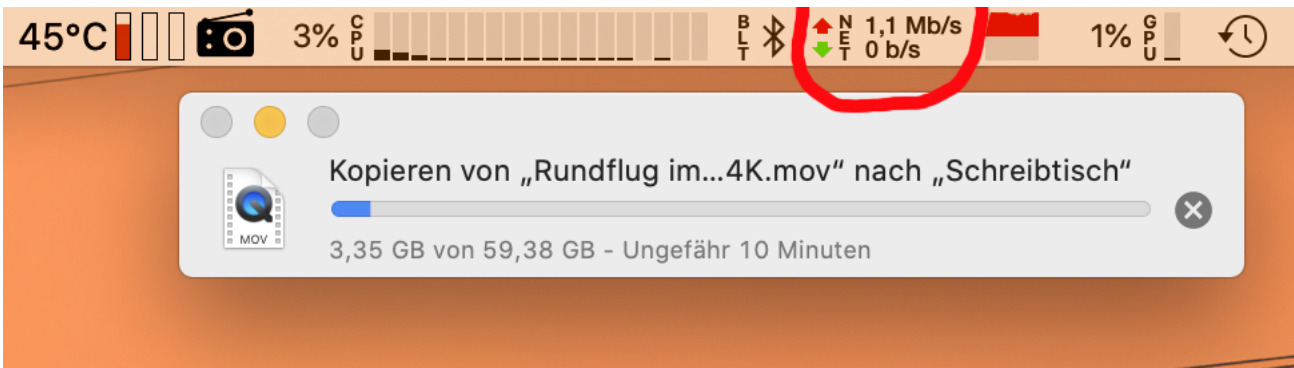 45°C 3% CPU BLT NET 1,1 Mb/s 1% GPU
0 b/s
Kopieren von „Rundflug im...4K.mov“ nach „Schreibtisch“
MOV
3,35 GB von 59,38 GB - Ungefähr 10 Minuten